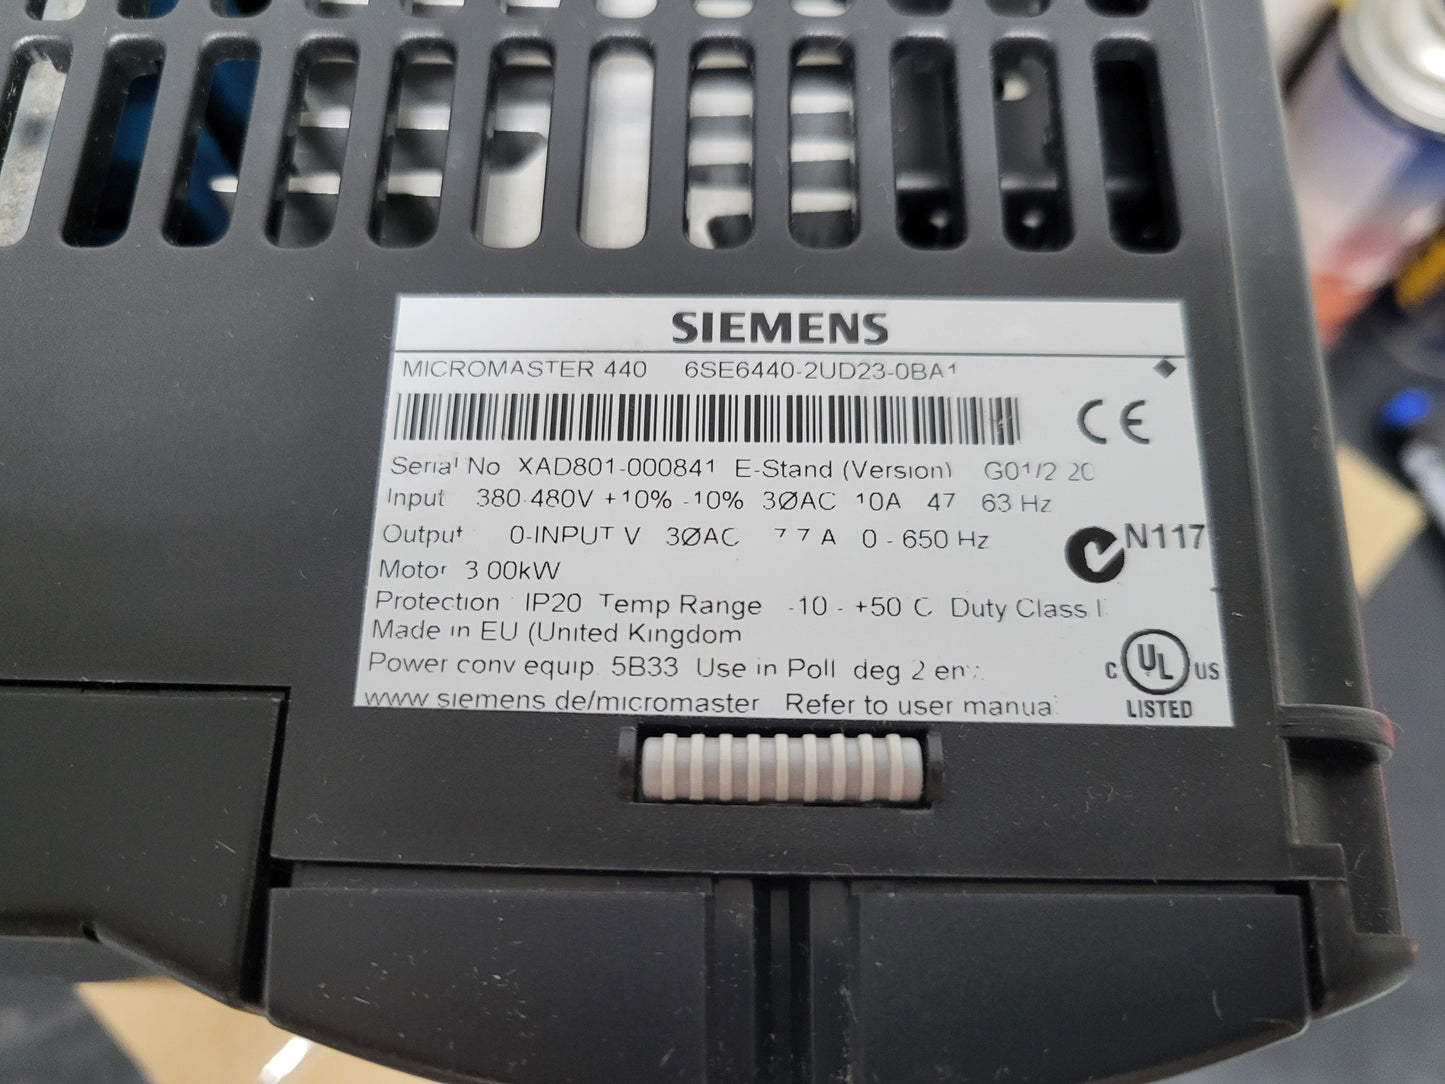 SIEMENS
MICROMASTER 440 6SE6440-2UD23-0BA1
CE
Serial No XAD801-000841 E-Stand (Version) G01/2 20
Input 380-480V +10% -10% 3ØAC 10A 47 63 Hz
Output 0-INPUT V 3ØAC 7 7 A 0 - 650 Hz
N117
Motor 3 00kW
Protection IP20 Temp Range -10 - +50 C Duty Class
Made in EU (United Kingdom
Power conv equip 5B33 Use in Poll deg 2
C UL US
LISTED
www siemens de/micromaster Refer to user manua